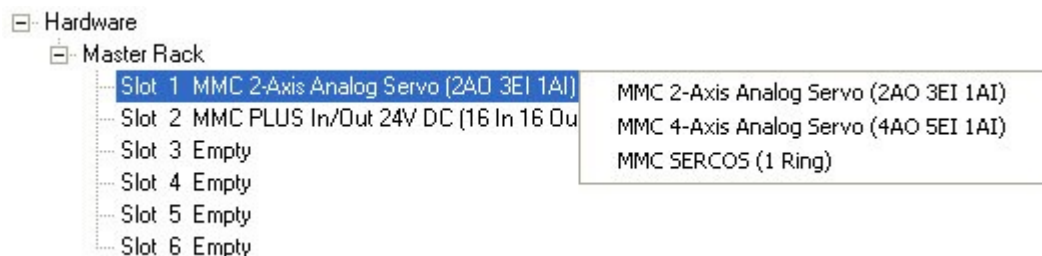 Hardware
Master Rack
Slot 1 MMC 2-Axis Analog Servo (2AO 3EI 1AI)
Slot 2 MMC PLUS In/Out 24V DC (16 In 16 Ou
Slot 3 Empty
Slot 4 Empty
Slot 5 Empty
Slot 6 Empty
MMC 2-Axis Analog Servo (2AO 3EI 1AI)
MMC 4-Axis Analog Servo (4AO 5EI 1AI)
MMC SERCOS (1 Ring)